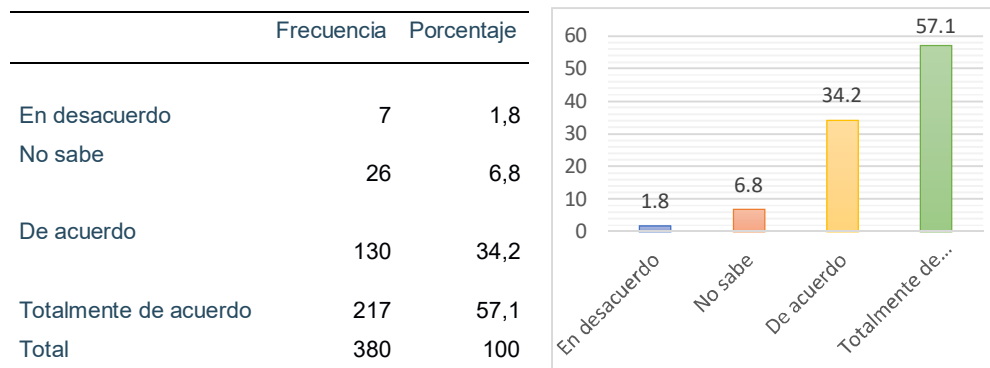 Frecuencia Porcentaje
En desacuerdo 7 1,8
No sabe 26 6,8
De acuerdo 130 34,2
Totalmente de acuerdo 217 57,1
Total 380 100
60
50
40
30
20
10
0
1.8
6.8
34.2
57.1
En desacuerdo
No sabe
De acuerdo
Totalmente de...